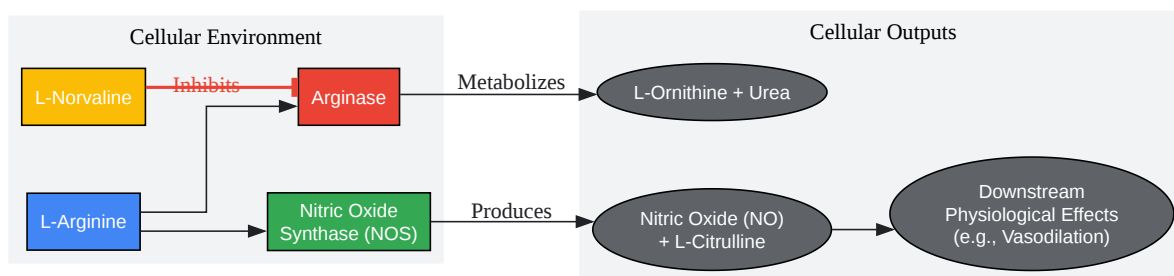 Cellular Environment
Cellular Outputs
L-Norvaline
Inhibits
Arginase
Metabolizes
L-Ornithine + Urea
L-Arginine
Nitric Oxide
Synthase (NOS)
Produces
Nitric Oxide (NO)
+ L-Citrulline
Downstream
Physiological Effects
(e.g., Vasodilation)